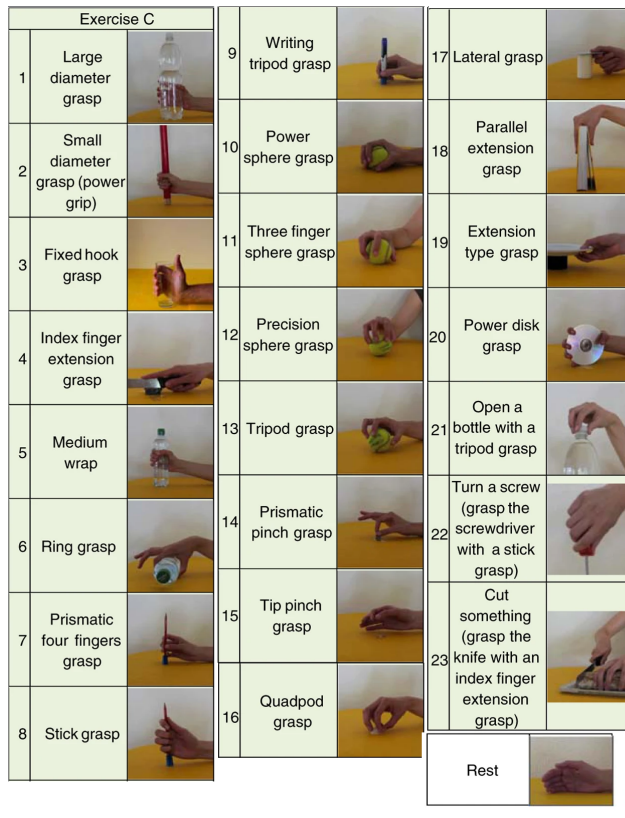 Exercise C
1
Large
diameter
grasp
2
Small
diameter
grasp (power
grip)
3
Fixed hook
grasp
4
Index finger
extension
grasp
5
Medium
wrap
6
Ring grasp
7
Prismatic
four fingers
grasp
8
Stick grasp
9
Writing
tripod grasp
10
Power
sphere grasp
11
Three finger
sphere grasp
12
Precision
sphere grasp
13
Tripod grasp
14
Prismatic
pinch grasp
15
Tip pinch
grasp
16
Quadpod
grasp
17
Lateral grasp
18
Parallel
extension
grasp
19
Extension
type grasp
20
Power disk
grasp
21
Open a
bottle with a
tripod grasp
22
Turn a screw
(grasp the
screwdriver
with a stick
grasp)
23
Cut
something
(grasp the
knife with an
index finger
extension
grasp)
Rest